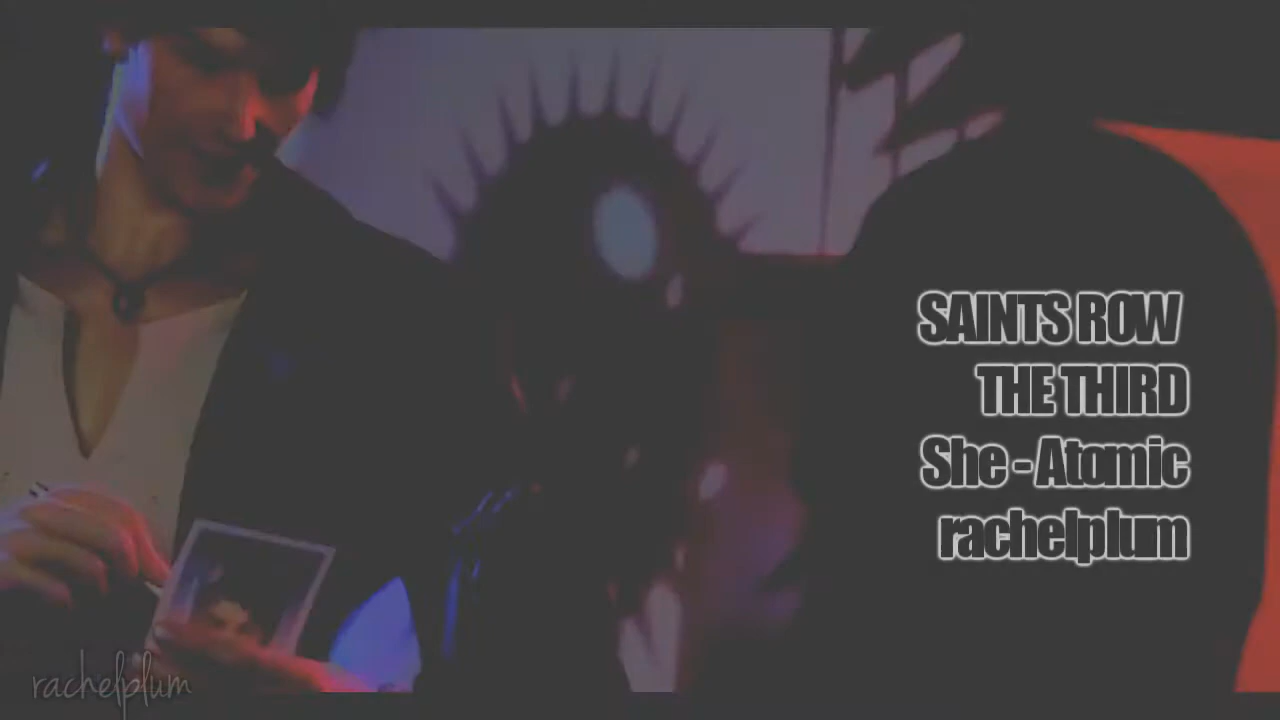 SAINTS ROW
THE THIRD
She - Atomic
rachelplum
rachelplum